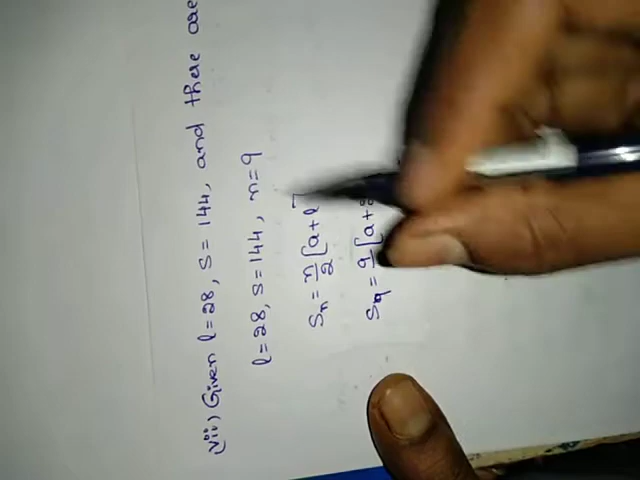 (vii) Given l=28, S=144, and there are
l=28, S=144, n=9
Sn = n/2 [a+l]
S9 = 9/2 [a+